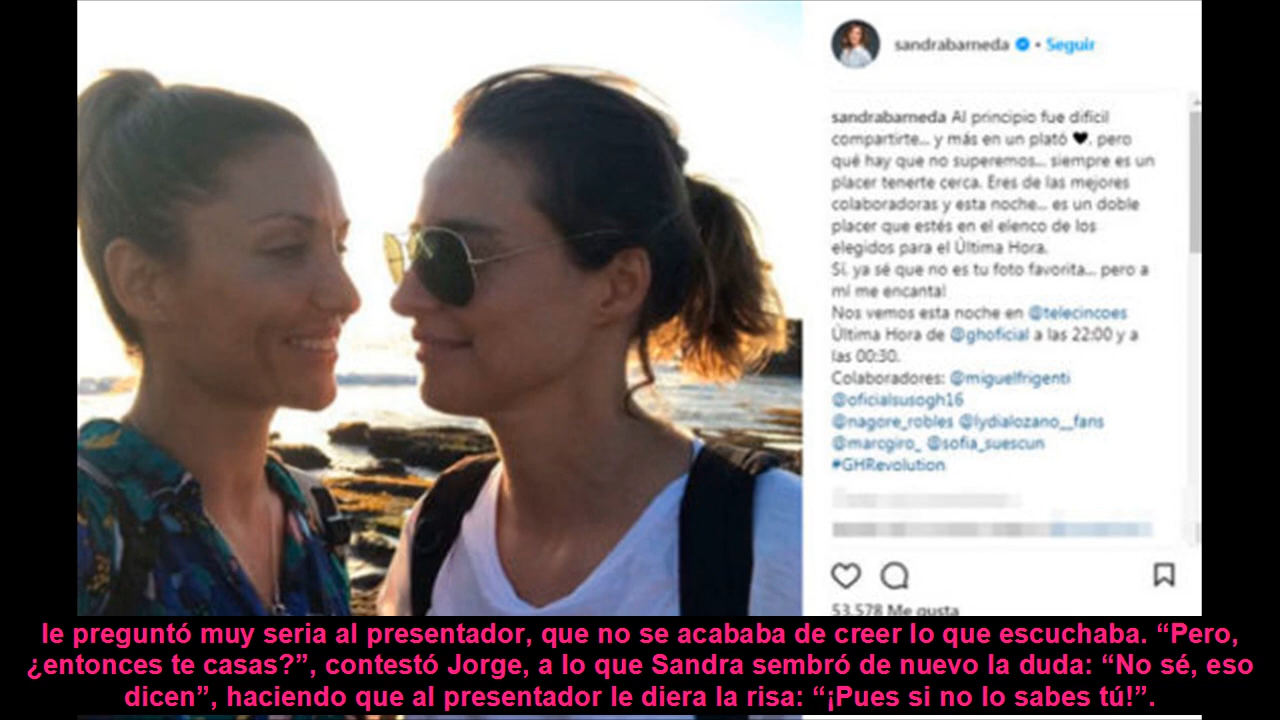 sandrabarneda • Seguir
sandrabarneda Al principio fue difícil
compartirte... y más en un plató 🖤, pero
qué hay que no superemos... siempre es un
placer tenerte cerca. Eres de las mejores
colaboradoras y esta noche... es un doble
placer que estés en el elenco de los
elegidos para el Última Hora.
Sí, ya sé que no es tu foto favorita... pero a
mí me encanta!
Nos vemos esta noche en @telecincoes
Última Hora de @ghoficial a las 22:00 y a
las 00:30.
Colaboradores: @miguelfrigenti
@oficialsusogh16
@nagore_robles @lydialozano__fans
@marcgiro_ @sofia_suescun
#GHRevolution
53.578 Me gusta
le preguntó muy seria al presentador, que no se acababa de creer lo que escuchaba. “Pero,
¿entonces te casas?”, contestó Jorge, a lo que Sandra sembró de nuevo la duda: “No sé, eso
dicen”, haciendo que al presentador le diera la risa: “¡Pues si no lo sabes tú!”.